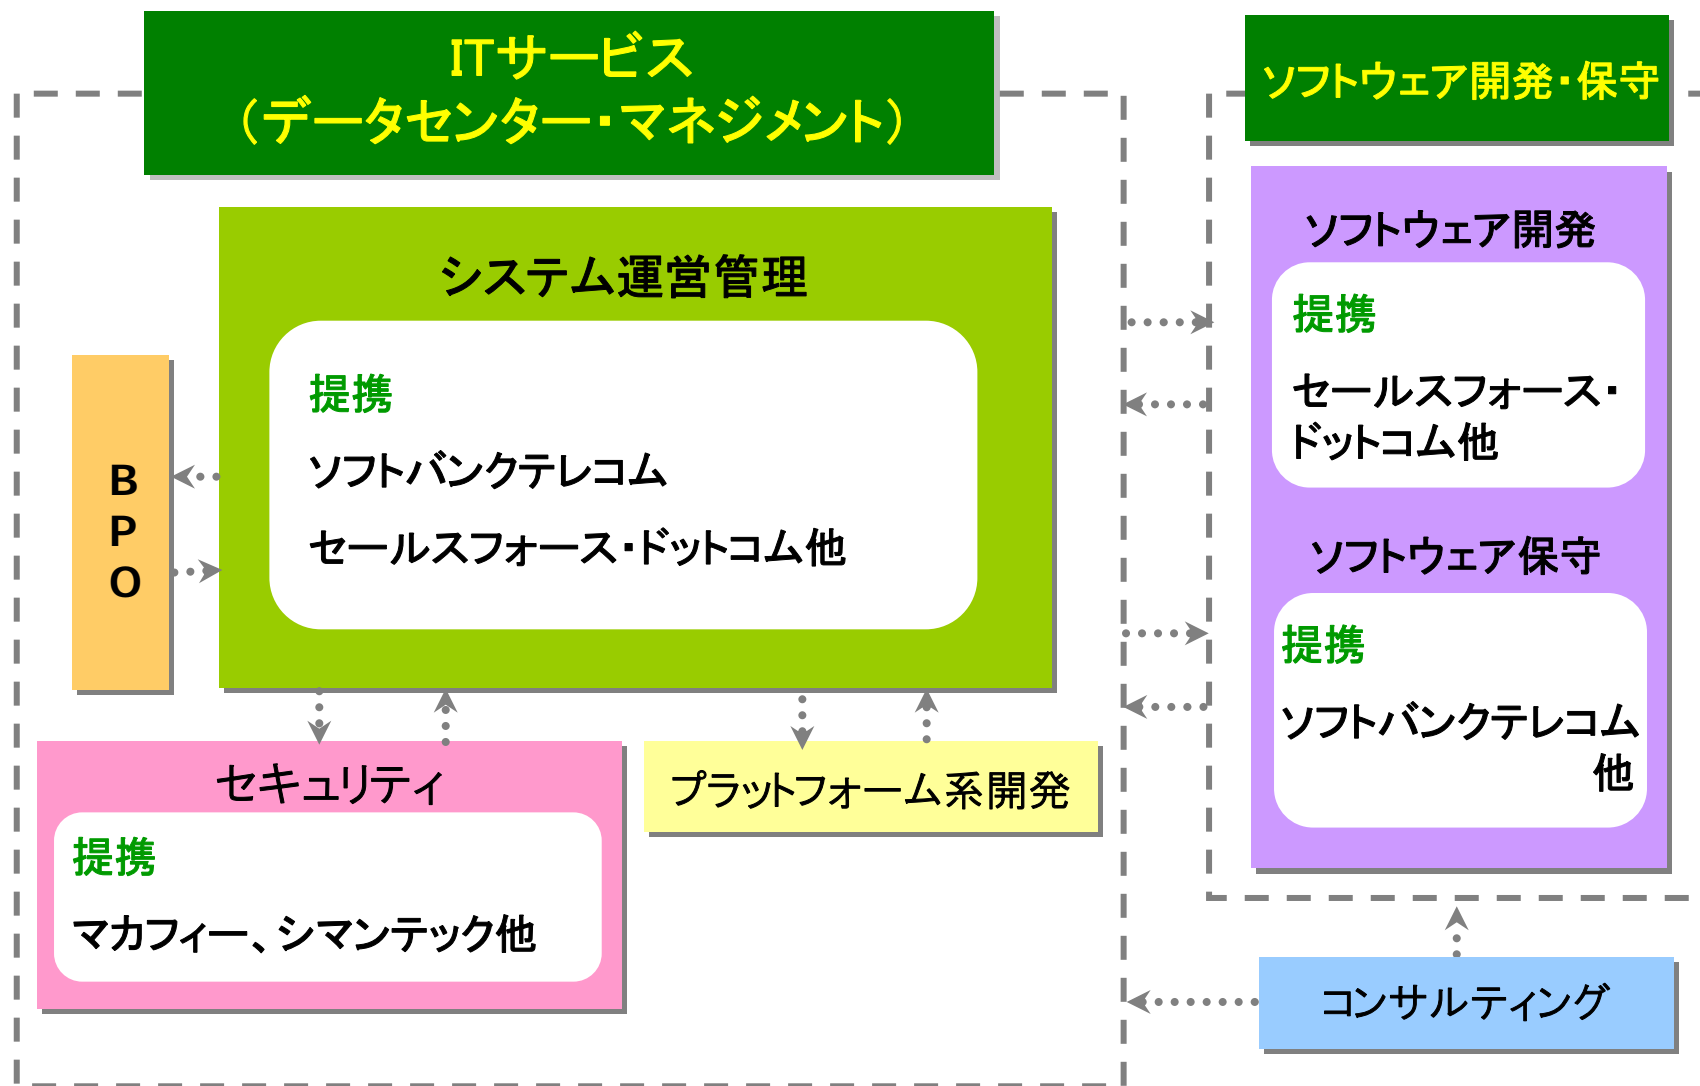 ITサービス
（データセンター・マネジメント）
システム運営管理
提携
ソフトバンクテレコム
セールスフォース・ドットコム他
B
P
O
セキュリティ
提携
マカフィー、シマンテック他
プラットフォーム系開発
ソフトウェア開発・保守
ソフトウェア開発
提携
セールスフォース・
ドットコム他
ソフトウェア保守
提携
ソフトバンクテレコム
他
コンサルティング